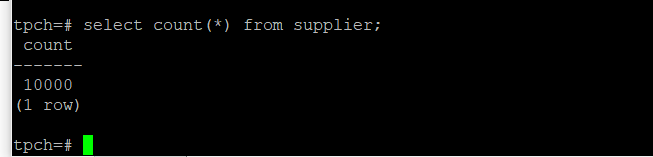 tpch=# select count(*) from supplier;
count
-------
10000
(1 row)
tpch=#